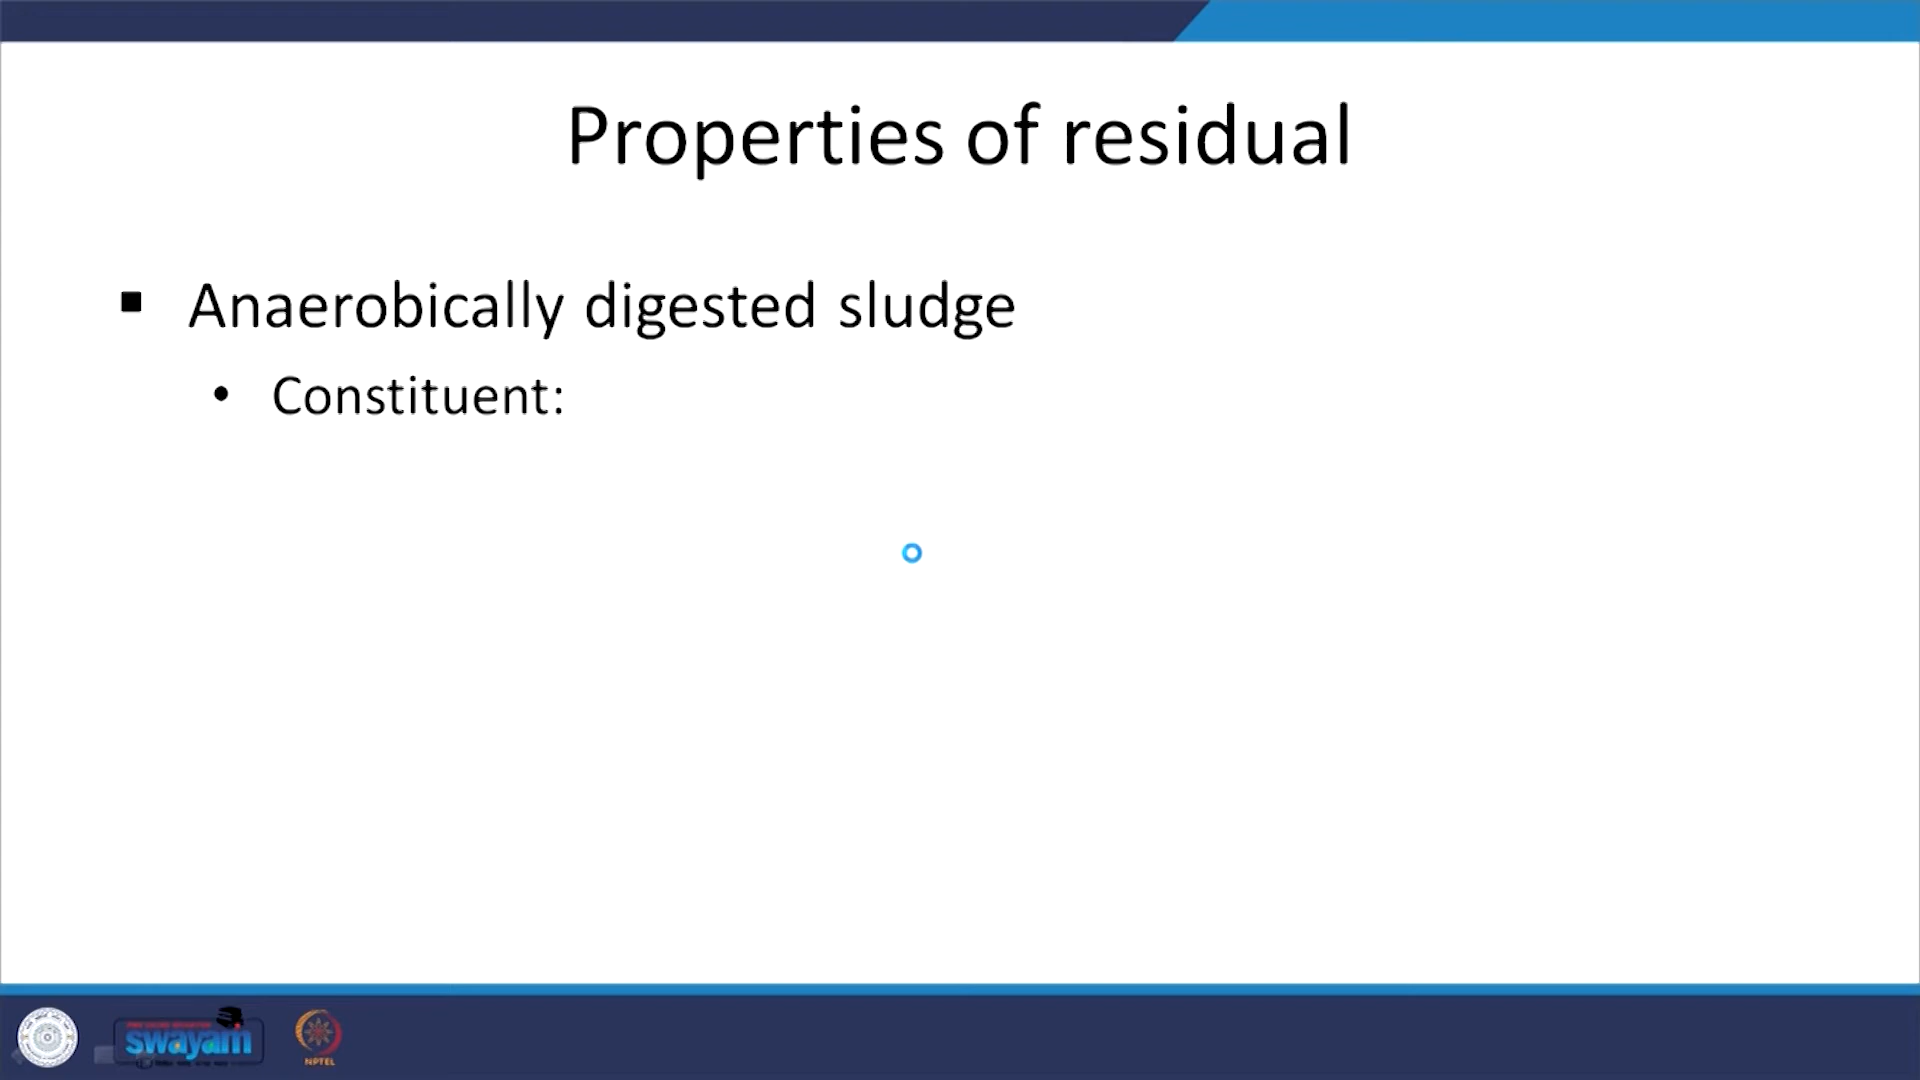 Properties of residual
▪ Anaerobically digested sludge
• Constituent:
swayam
NPTEL